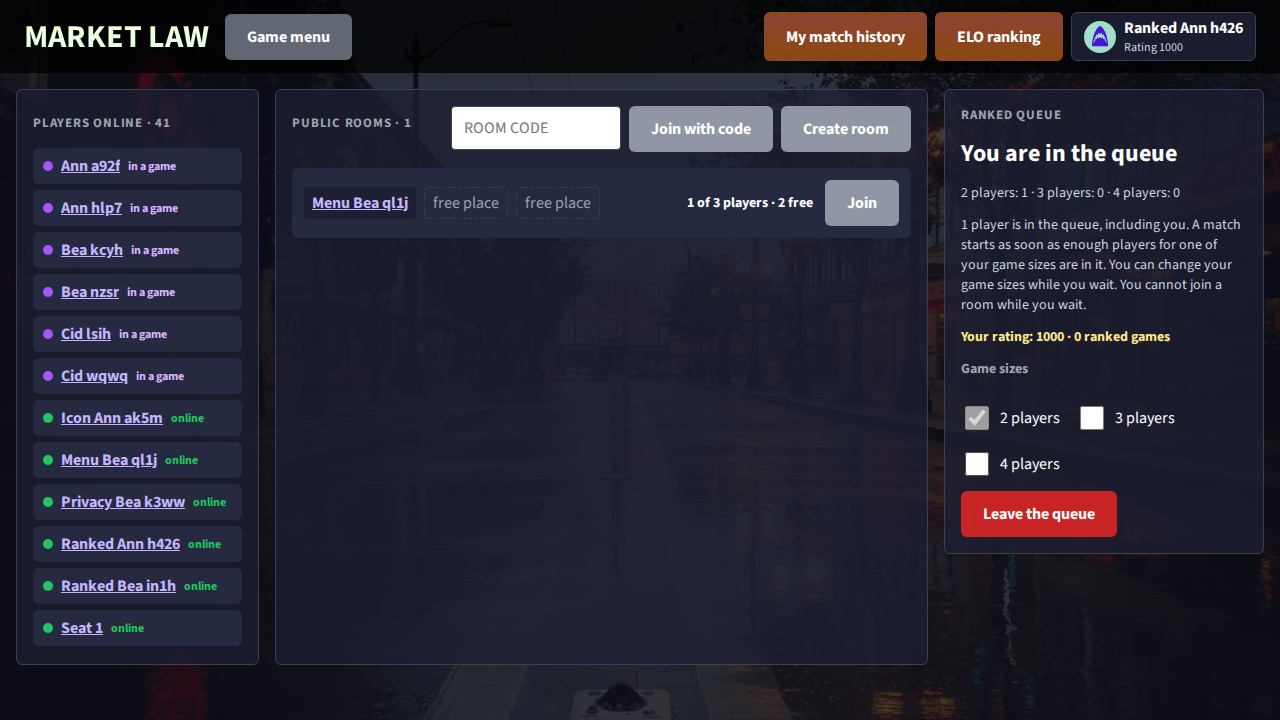 MARKET LAW
Game menu
My match history
ELO ranking
Ranked Ann h426
Rating 1000
PLAYERS ONLINE · 41
Ann a92f in a game
Ann hlp7 in a game
Bea kcyh in a game
Bea nzsr in a game
Cid lsih in a game
Cid wqwq in a game
Icon Ann ak5m online
Menu Bea ql1j online
Privacy Bea k3ww online
Ranked Ann h426 online
Ranked Bea in1h online
Seat 1 online
PUBLIC ROOMS · 1
ROOM CODE
Join with code
Create room
Menu Bea ql1j
free place
free place
1 of 3 players · 2 free
Join
RANKED QUEUE
You are in the queue
2 players: 1 · 3 players: 0 · 4 players: 0
1 player is in the queue, including you. A match
starts as soon as enough players for one of
your game sizes are in it. You can change your
game sizes while you wait. You cannot join a
room while you wait.
Your rating: 1000 · 0 ranked games
Game sizes
2 players
3 players
4 players
Leave the queue